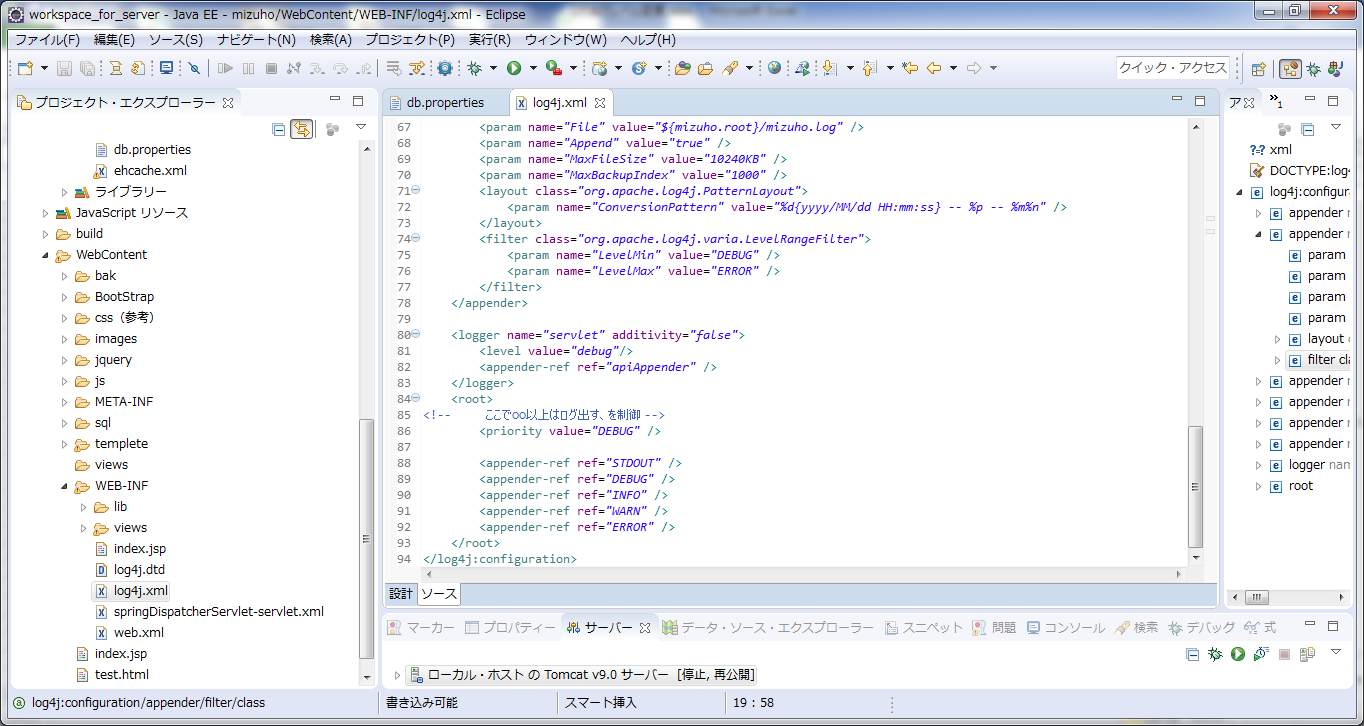 workspace_for_server - Java EE - mizuho/WebContent/WEB-INF/log4j.xml - Eclipse
ファイル(F) 編集(E) ソース(S) ナビゲート(N) 検索(A) プロジェクト(P) 実行(R) ウィンドウ(W) ヘルプ(H)
クイック・アクセス
プロジェクト・エクスプローラー
db.properties
ehcache.xml
ライブラリー
JavaScript リソース
build
WebContent
bak
BootStrap
css（参考）
images
jquery
js
META-INF
sql
templete
views
WEB-INF
lib
views
index.jsp
log4j.dtd
log4j.xml
springDispatcherServlet-servlet.xml
web.xml
index.jsp
test.html
db.properties log4j.xml
67 <param name="File" value="${mizuho.root}/mizuho.log" />
68 <param name="Append" value="true" />
69 <param name="MaxFileSize" value="10240KB" />
70 <param name="MaxBackupIndex" value="1000" />
71 <layout class="org.apache.log4j.PatternLayout">
72 <param name="ConversionPattern" value="%d{yyyy/MM/dd HH:mm:ss} -- %p -- %m%n" />
73 </layout>
74 <filter class="org.apache.log4j.varia.LevelRangeFilter">
75 <param name="LevelMin" value="DEBUG" />
76 <param name="LevelMax" value="ERROR" />
77 </filter>
78 </appender>
79
80 <logger name="servlet" additivity="false">
81 <level value="debug"/>
82 <appender-ref ref="apiAppender" />
83 </logger>
84 <root>
85 <!-- ここで○○以上はログ出す、を制御 -->
86 <priority value="DEBUG" />
87
88 <appender-ref ref="STDOUT" />
89 <appender-ref ref="DEBUG" />
90 <appender-ref ref="INFO" />
91 <appender-ref ref="WARN" />
92 <appender-ref ref="ERROR" />
93 </root>
94 </log4j:configuration>
設計 ソース
ア »1
?-? xml
DOCTYPE:log4
log4j:configura
appender
appender
param
param
param
param
layout
filter cla
appender
appender
appender
appender
logger nam
root
マーカー プロパティー サーバー データ・ソース・エクスプローラー スニペット 問題 コンソール 検索 デバッグ 式
ローカル・ホスト の Tomcat v9.0 サーバー [停止, 再公開]
log4j:configuration/appender/filter/class 書き込み可能 スマート挿入 19 : 58